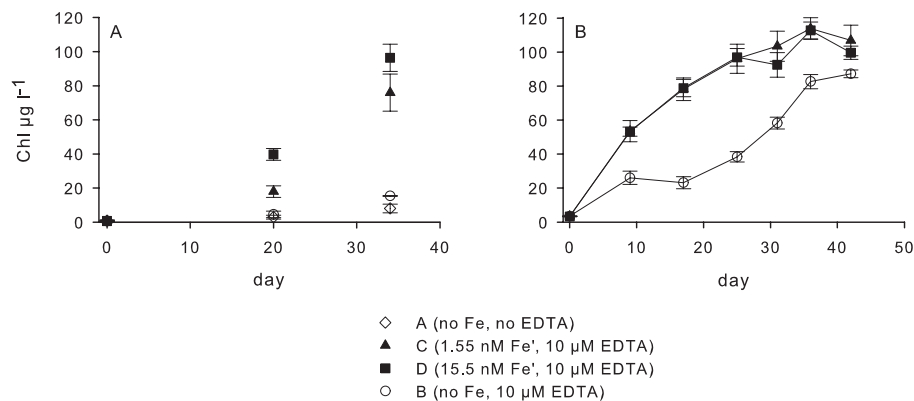 A
B
Chl µg l⁻¹
120
100
80
60
40
20
0
0 10 20 30 40
day
120
100
80
60
40
20
0
0 10 20 30 40 50
day
A (no Fe, no EDTA)
C (1.55 nM Fe', 10 µM EDTA)
D (15.5 nM Fe', 10 µM EDTA)
B (no Fe, 10 µM EDTA)